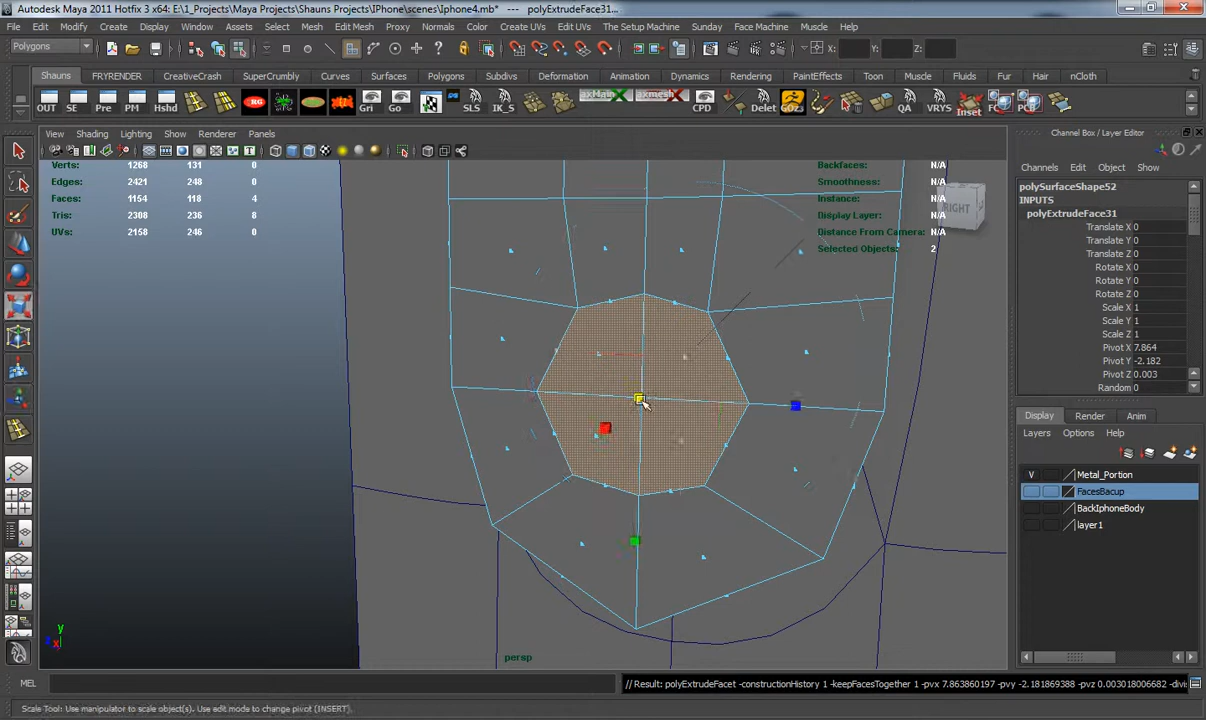 Autodesk Maya 2011 Hotfix 3 x64: E:\1_Projects\Maya Projects\Shauns Projects\IPhone\scenes\Iphone4.mb* --- polyExtrudeFace31...
File Edit Modify Create Display Window Assets Select Mesh Edit Mesh Proxy Normals Color Create UVs Edit UVs The Setup Machine Sunday Face Machine Muscle Help
Polygons X: Y: Z:
Shauns FRYRENDER CreativeCrash SuperCrumbly Curves Surfaces Polygons Subdivs Deformation Animation Dynamics Rendering PaintEffects Toon Muscle Fluids Fur Hair nCloth
OUT SE Pre PM Hshd Gri Go SLS IK_S CPD Delet GOz QA VRYS Inset PCB
Channel Box / Layer Editor
View Shading Lighting Show Renderer Panels
Channels Edit Object Show
Verts: 1268 131 0
Edges: 2421 248 0
Faces: 1154 118 4
Tris: 2308 236 8
UVs: 2158 246 0
Backfaces: N/A
Smoothness: N/A
Instance: N/A
Display Layer: N/A
Distance From Camera: N/A
Selected Objects: 2
RIGHT
polySurfaceShape52
INPUTS
polyExtrudeFace31
Translate X 0
Translate Y 0
Translate Z 0
Rotate X 0
Rotate Y 0
Rotate Z 0
Scale X 1
Scale Y 1
Scale Z 1
Pivot X 7.864
Pivot Y -2.182
Pivot Z 0.003
Random 0
Display Render Anim
Layers Options Help
V Metal_Portion
FacesBacup
BackIphoneBody
layer1
y
z x
persp
MEL // Result: polyExtrudeFacet -constructionHistory 1 -keepFacesTogether 1 -pvx 7.863860197 -pvy -2.181869388 -pvz 0.003018006682 -divis
Scale Tool: Use manipulator to scale object(s). Use edit mode to change pivot (INSERT).